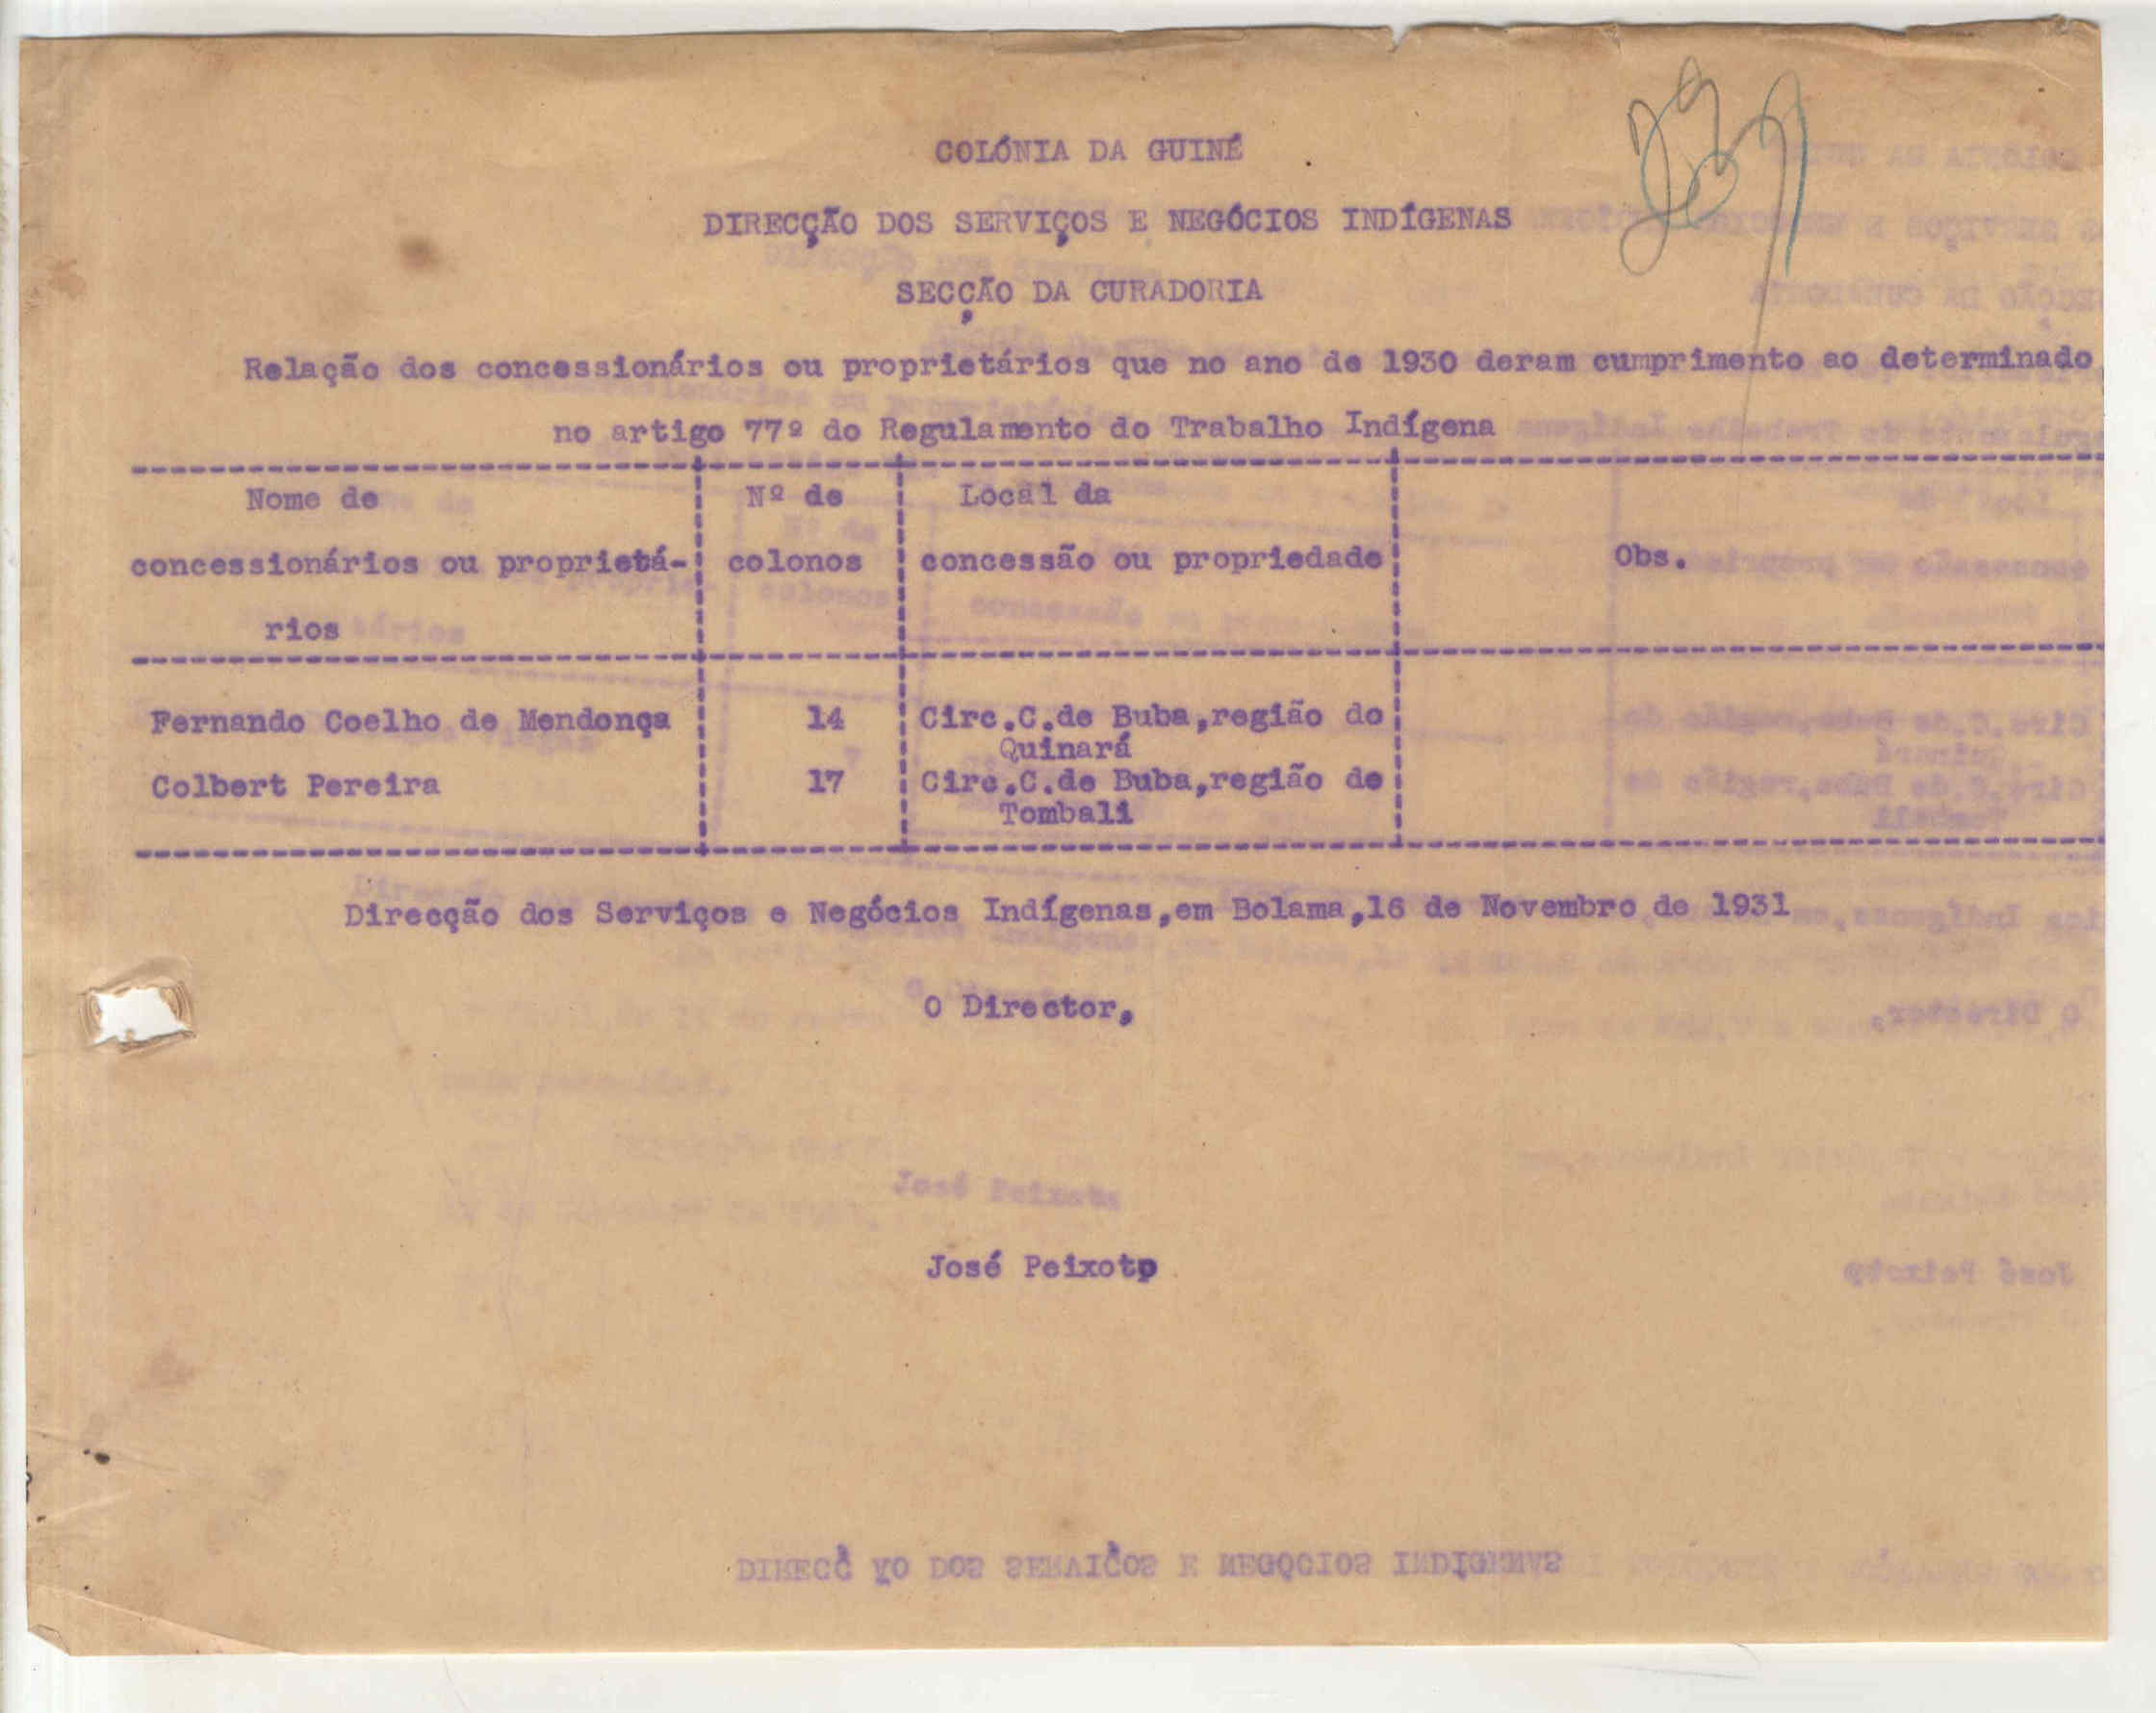 COLÓNIA DA GUINÉ
DIRECÇÃO DOS SERVIÇOS E NEGÓCIOS INDÍGENAS
SECÇÃO DA CURADORIA
Relação dos concessionários ou proprietários que no ano de 1930 deram cumprimento ao determinado
no artigo 77º do Regulamento do Trabalho Indígena
Nome de
concessionários ou proprietá-
rios
Nº de
colonos
Local da
concessão ou propriedade
Obs.
Fernando Coelho de Mendonça 14 Circ.C.de Buba,região do
Quinará
Colbert Pereira 17 Circ.C.de Buba,região de
Tombali
Direcção dos Serviços e Negócios Indígenas,em Bolama,16 de Novembro de 1931
O Director,
José Peixoto
José Peixotp